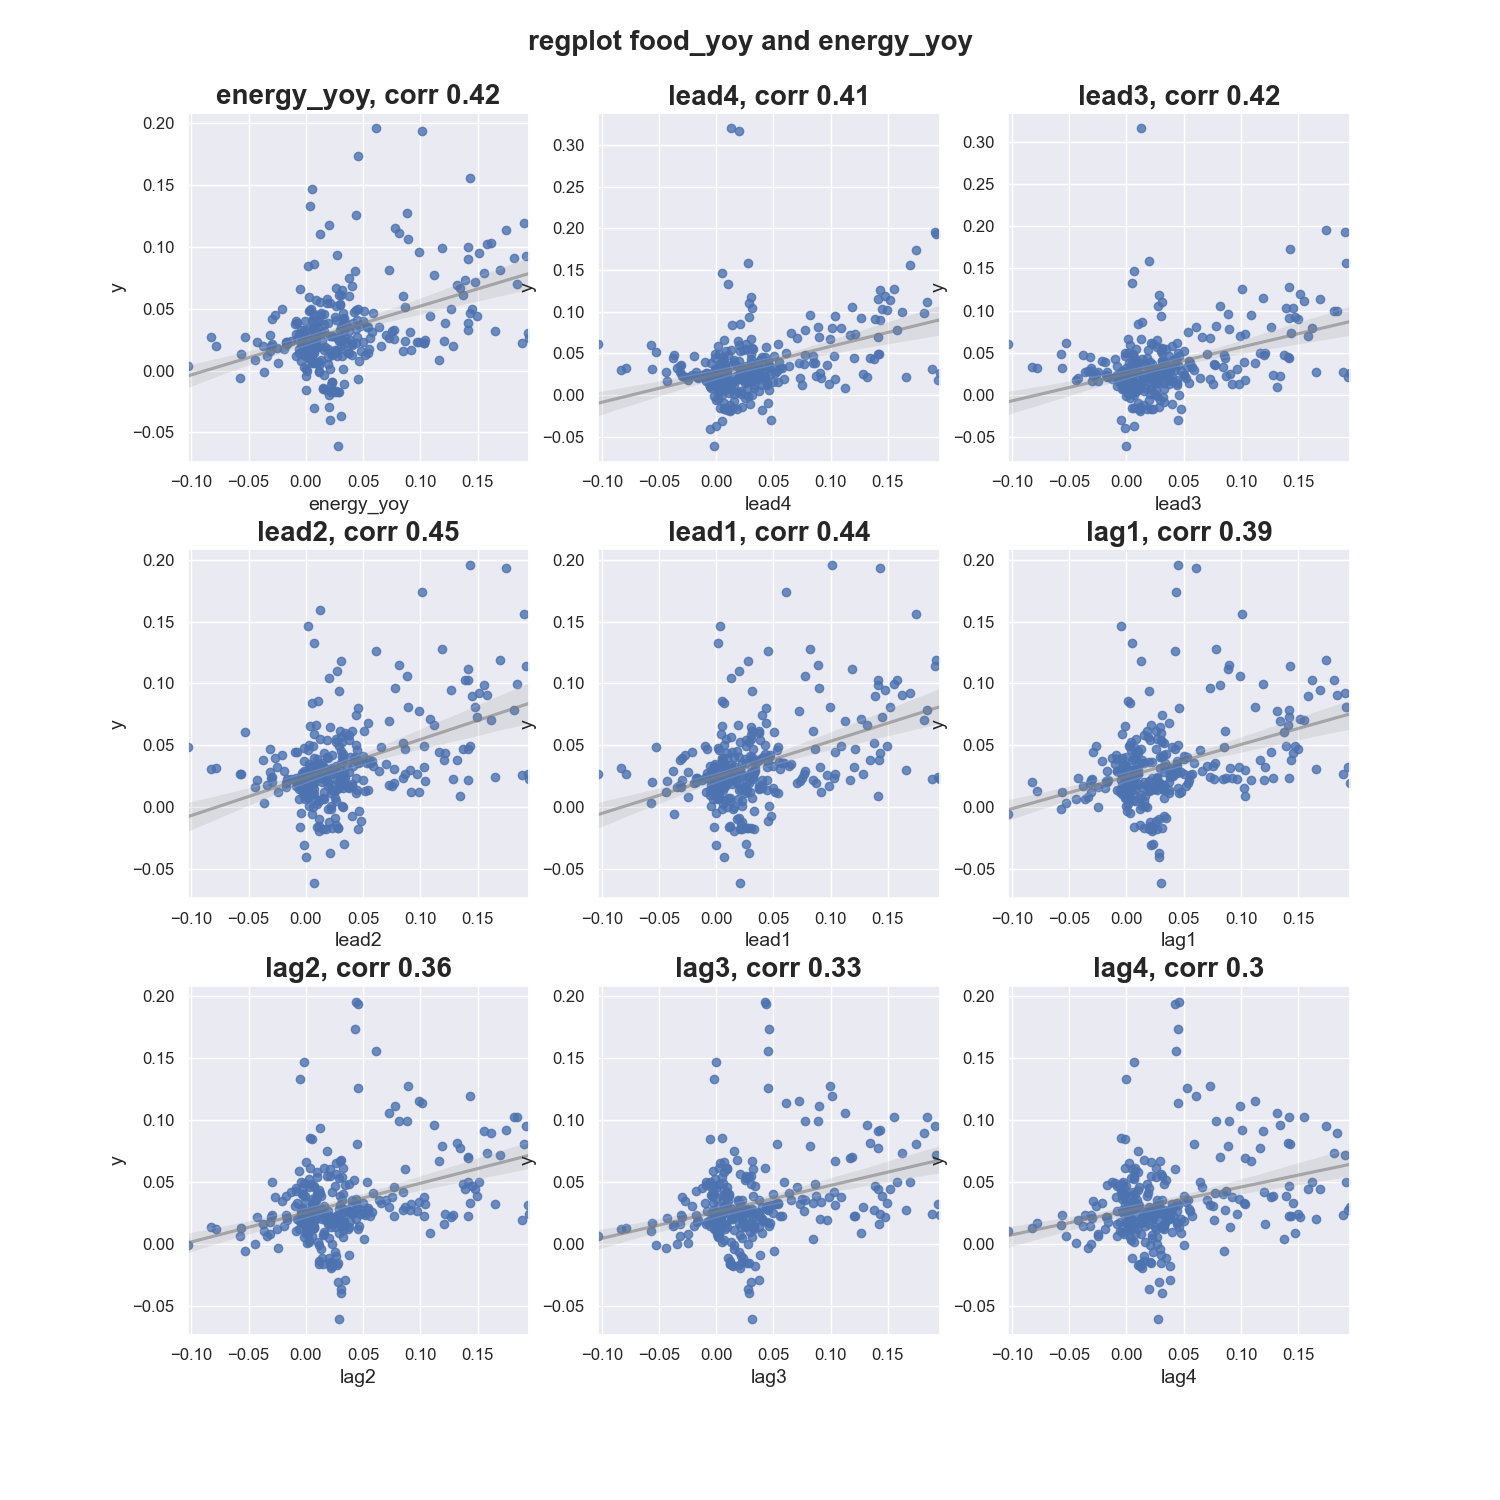 regplot food_yoy and energy_yoy
energy_yoy, corr 0.42
0.20
0.15
0.10
0.05
0.00
−0.05
y
−0.10 −0.05 0.00 0.05 0.10 0.15
energy_yoy
lead4, corr 0.41
0.30
0.25
0.20
0.15
0.10
0.05
0.00
−0.05
y
−0.10 −0.05 0.00 0.05 0.10 0.15
lead4
lead3, corr 0.42
0.30
0.25
0.20
0.15
0.10
0.05
0.00
−0.05
y
−0.10 −0.05 0.00 0.05 0.10 0.15
lead3
lead2, corr 0.45
0.20
0.15
0.10
0.05
0.00
−0.05
y
−0.10 −0.05 0.00 0.05 0.10 0.15
lead2
lead1, corr 0.44
0.20
0.15
0.10
0.05
0.00
−0.05
y
−0.10 −0.05 0.00 0.05 0.10 0.15
lead1
lag1, corr 0.39
0.20
0.15
0.10
0.05
0.00
−0.05
y
−0.10 −0.05 0.00 0.05 0.10 0.15
lag1
lag2, corr 0.36
0.20
0.15
0.10
0.05
0.00
−0.05
y
−0.10 −0.05 0.00 0.05 0.10 0.15
lag2
lag3, corr 0.33
0.20
0.15
0.10
0.05
0.00
−0.05
y
−0.10 −0.05 0.00 0.05 0.10 0.15
lag3
lag4, corr 0.3
0.20
0.15
0.10
0.05
0.00
−0.05
y
−0.10 −0.05 0.00 0.05 0.10 0.15
lag4